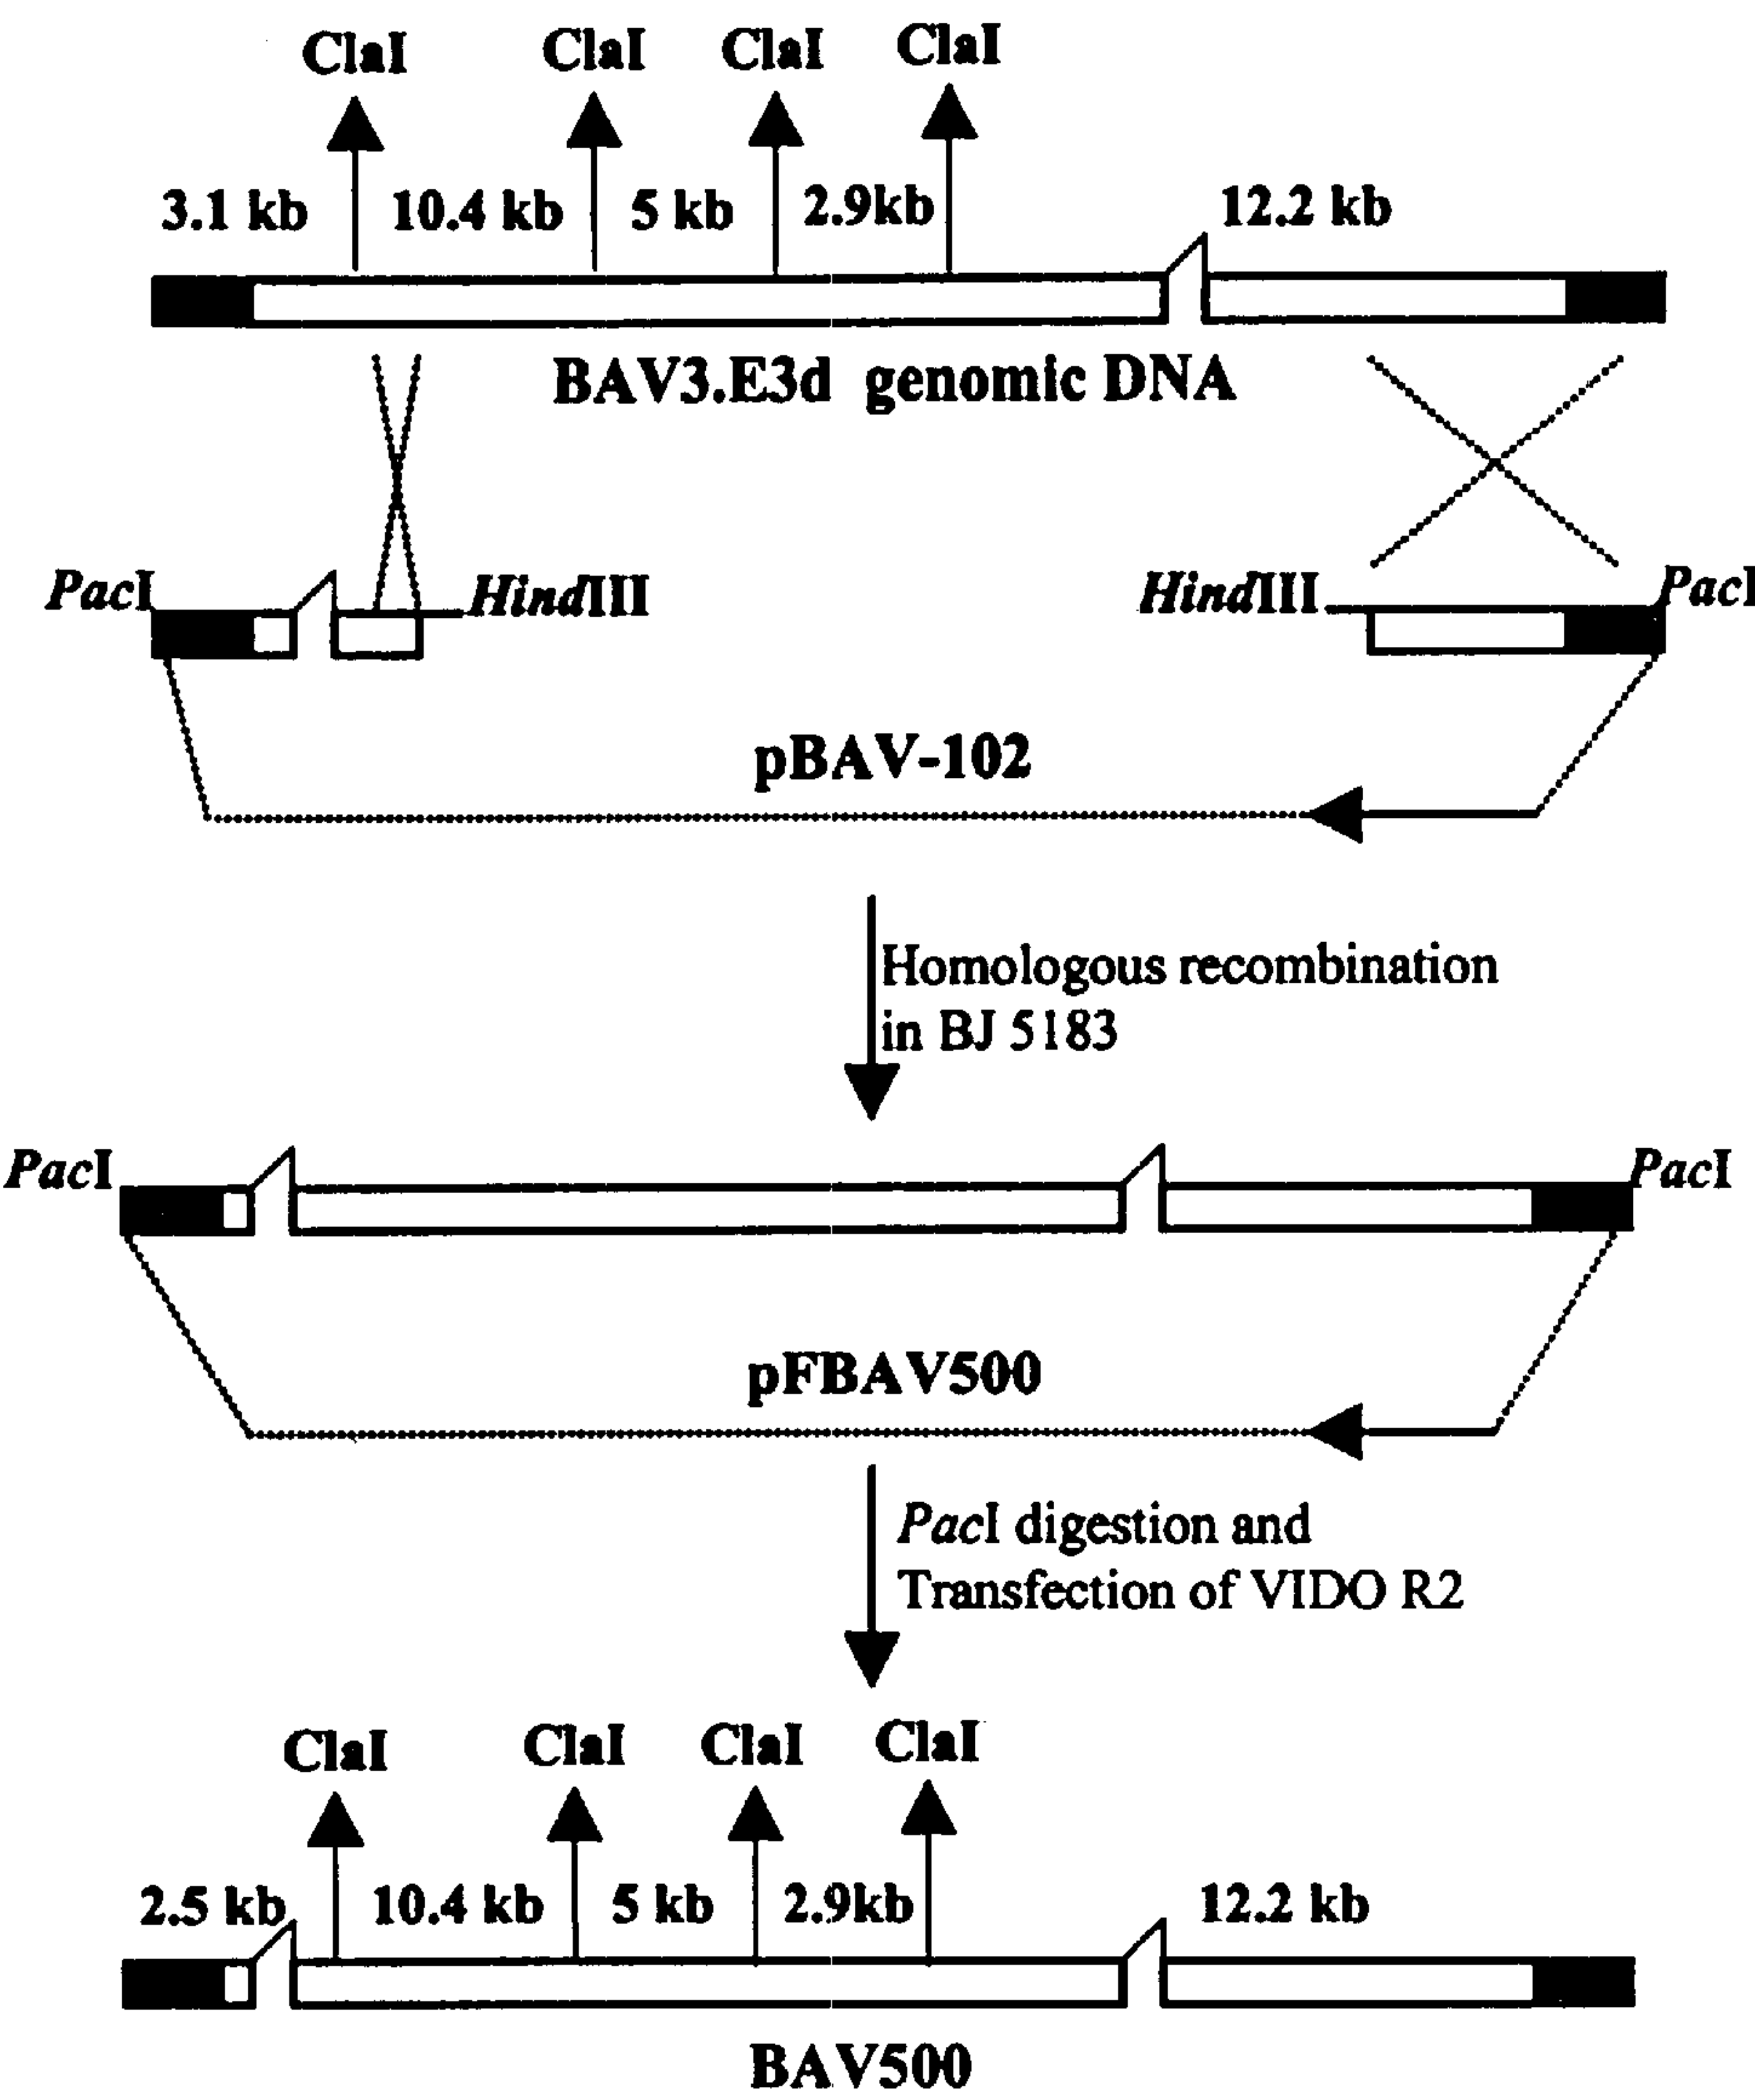 ClaI ClaI ClaI ClaI
3.1 kb 10.4 kb 5 kb 2.9kb 12.2 kb
BAV3.E3d genomic DNA
PacI HindIII HindIII PacI
pBAV-102
Homologous recombination
in BJ 5183
PacI PacI
pFBAV500
PacI digestion and
Transfection of VIDO R2
ClaI ClaI ClaI ClaI
2.5 kb 10.4 kb 5 kb 2.9kb 12.2 kb
BAV500